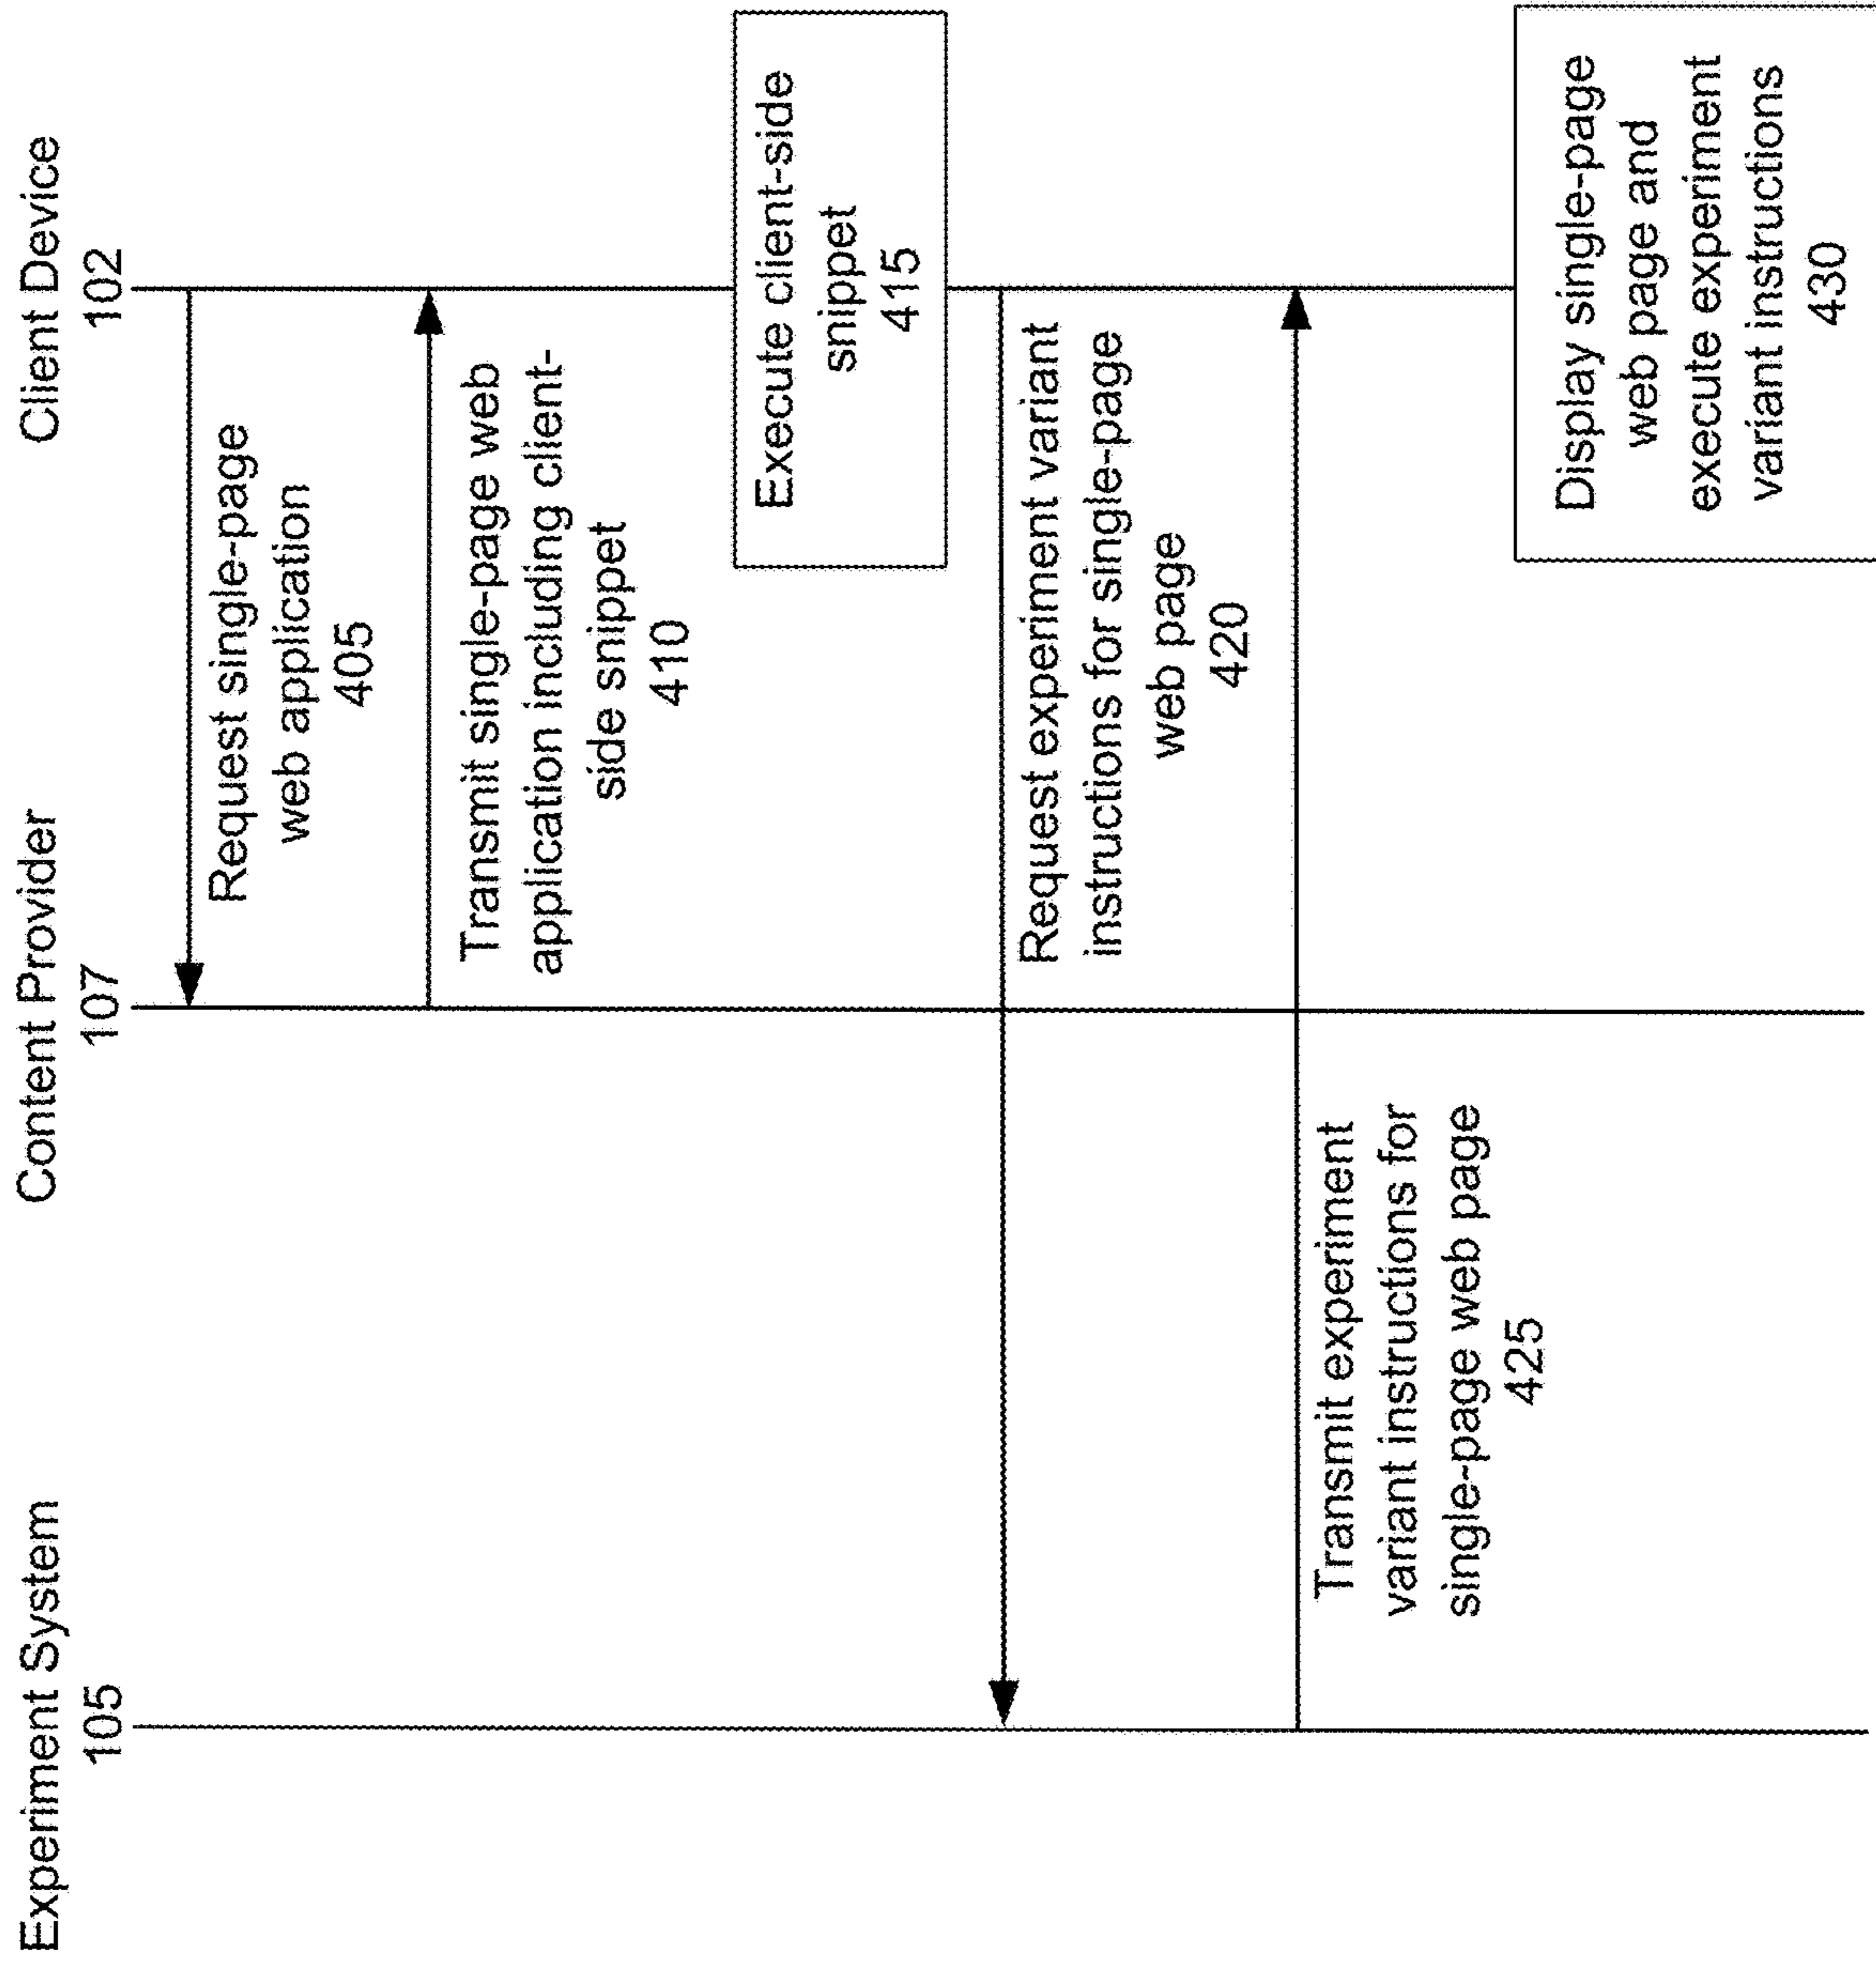 Experiment System
105
Content Provider
107
Client Device
102
Request single-page
web application
405
Transmit single-page web
application including client-
side snippet
410
Execute client-side
snippet
415
Request experiment variant
instructions for single-page
web page
420
Transmit experiment
variant instructions for
single-page web page
425
Display single-page
web page and
execute experiment
variant instructions
430